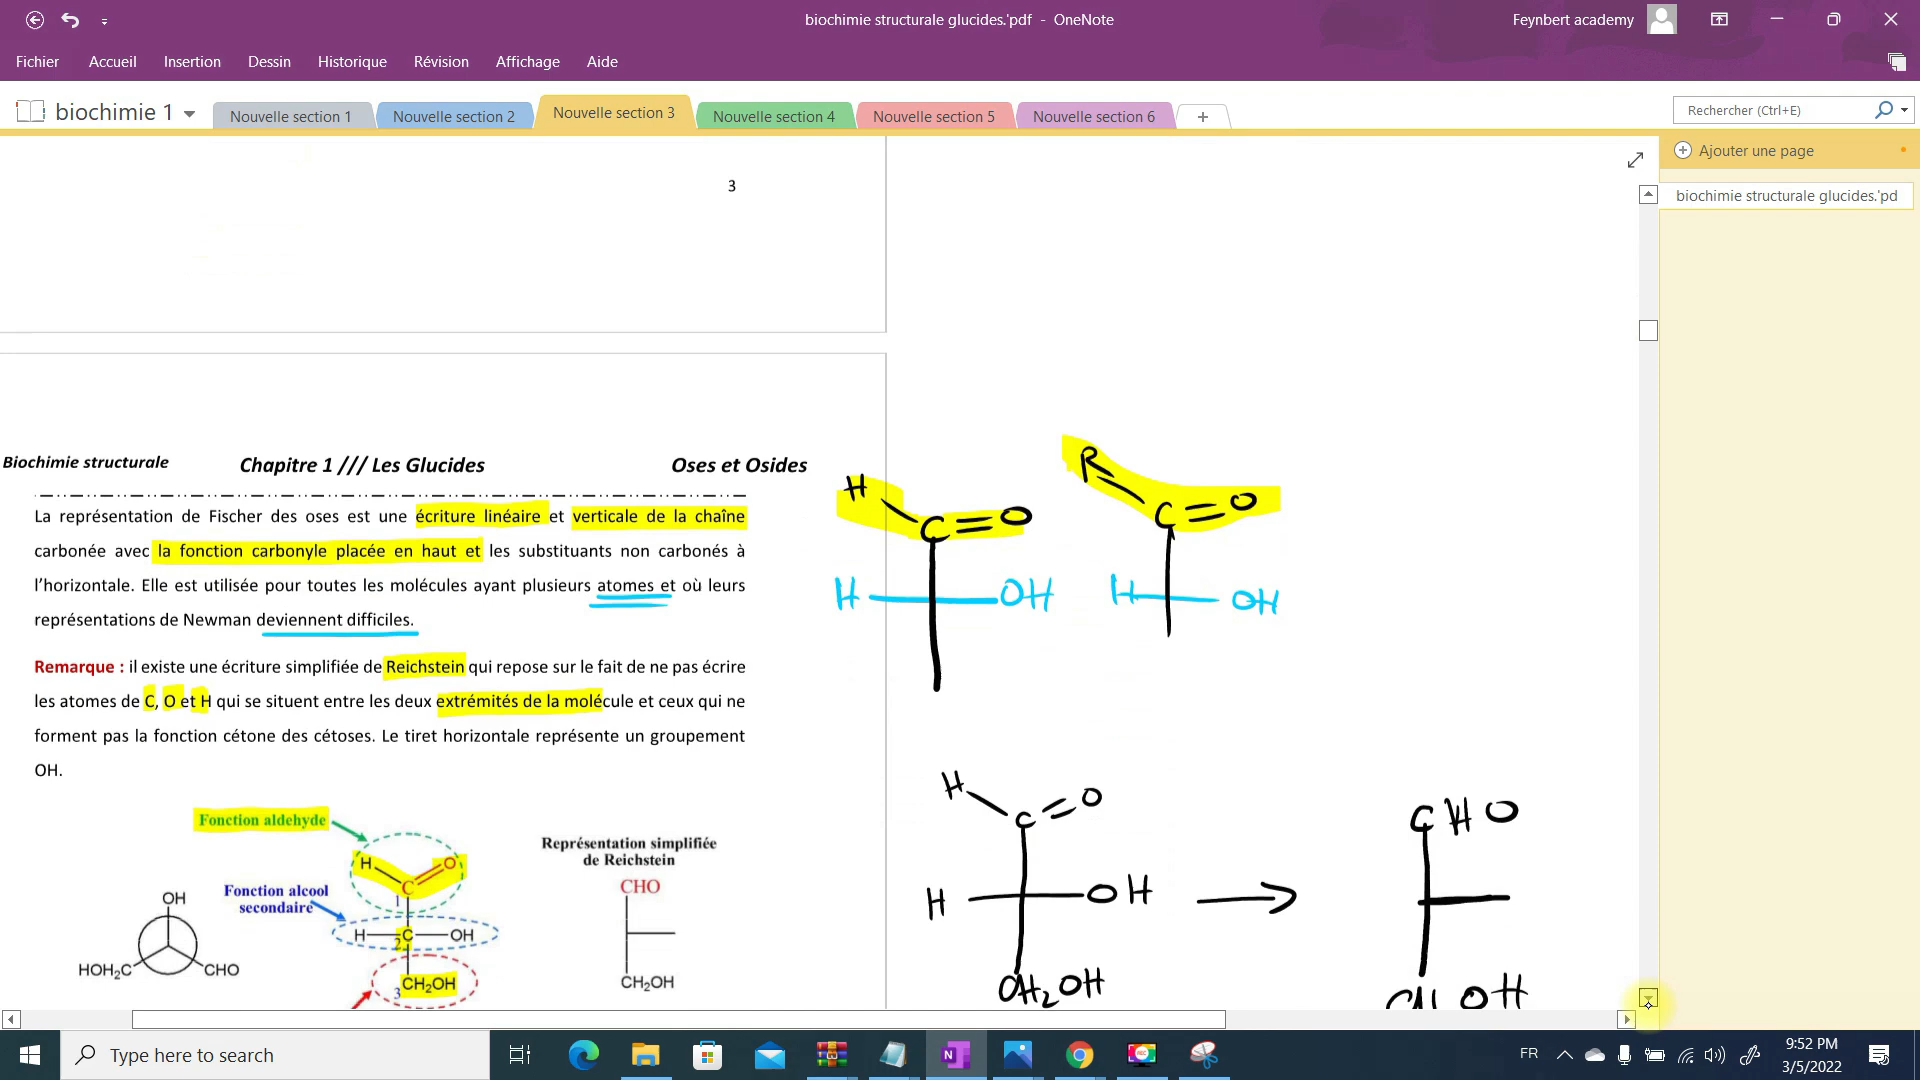 biochimie structurale glucides.'pdf - OneNote
Feynbert academy
Fichier Accueil Insertion Dessin Historique Révision Affichage Aide
biochimie 1
Nouvelle section 1 Nouvelle section 2 Nouvelle section 3 Nouvelle section 4 Nouvelle section 5 Nouvelle section 6 +
Rechercher (Ctrl+E)
Ajouter une page
biochimie structurale glucides.'pd
3
Biochimie structurale Chapitre 1 /// Les Glucides Oses et Osides
La représentation de Fischer des oses est une écriture linéaire et verticale de la chaîne
carbonée avec la fonction carbonyle placée en haut et les substituants non carbonés à
l'horizontale. Elle est utilisée pour toutes les molécules ayant plusieurs atomes et où leurs
représentations de Newman deviennent difficiles.
Remarque : il existe une écriture simplifiée de Reichstein qui repose sur le fait de ne pas écrire
les atomes de C, O et H qui se situent entre les deux extrémités de la molécule et ceux qui ne
forment pas la fonction cétone des cétoses. Le tiret horizontale représente un groupement
OH.
Fonction aldehyde
H O
C
1
Fonction alcool
secondaire
H C OH
2
CH2OH
3
OH
HOH2C CHO
Représentation simplifiée
de Reichstein
CHO
CH2OH
H C = O
H OH
R C = O
H OH
H C = O
H OH
CH2OH
CHO
OH
Type here to search
FR
9:52 PM
3/5/2022